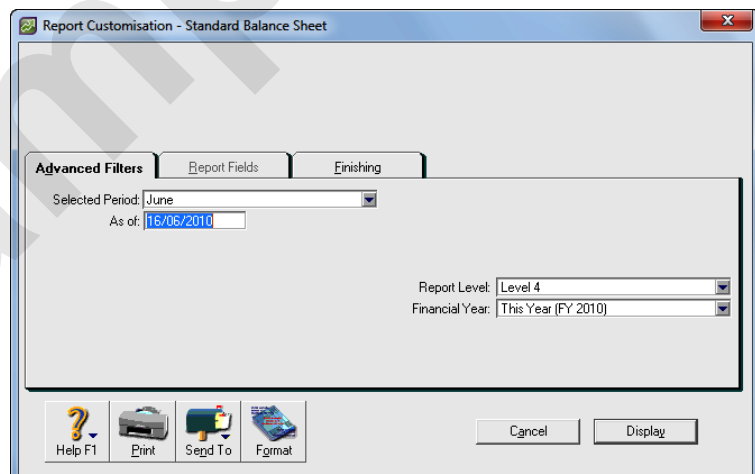 Report Customisation - Standard Balance Sheet
Advanced Filters Report Fields Finishing
Selected Period: June
As of: 16/06/2010
Report Level: Level 4
Financial Year: This Year (FY 2010)
Help F1 Print Send To Format Cancel Display